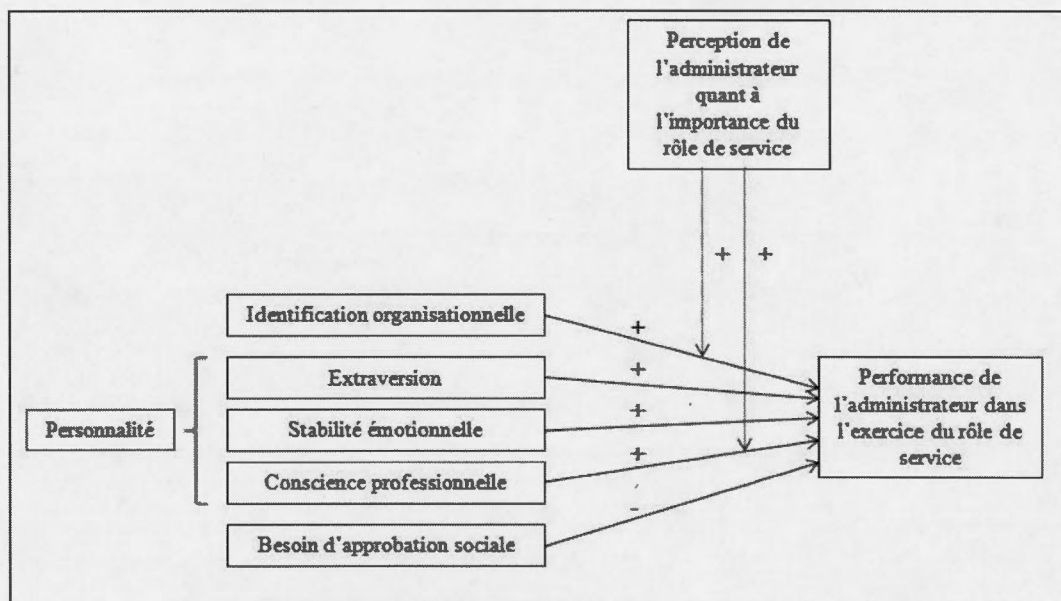 Perception de
l'administrateur
quant à
l'importance du
rôle de service
+ +
Identification organisationnelle
+
Extraversion
+
Personnalité
Stabilité émotionnelle
+
Conscience professionnelle
+
Besoin d'approbation sociale
-
Performance de
l'administrateur dans
l'exercice du rôle de
service